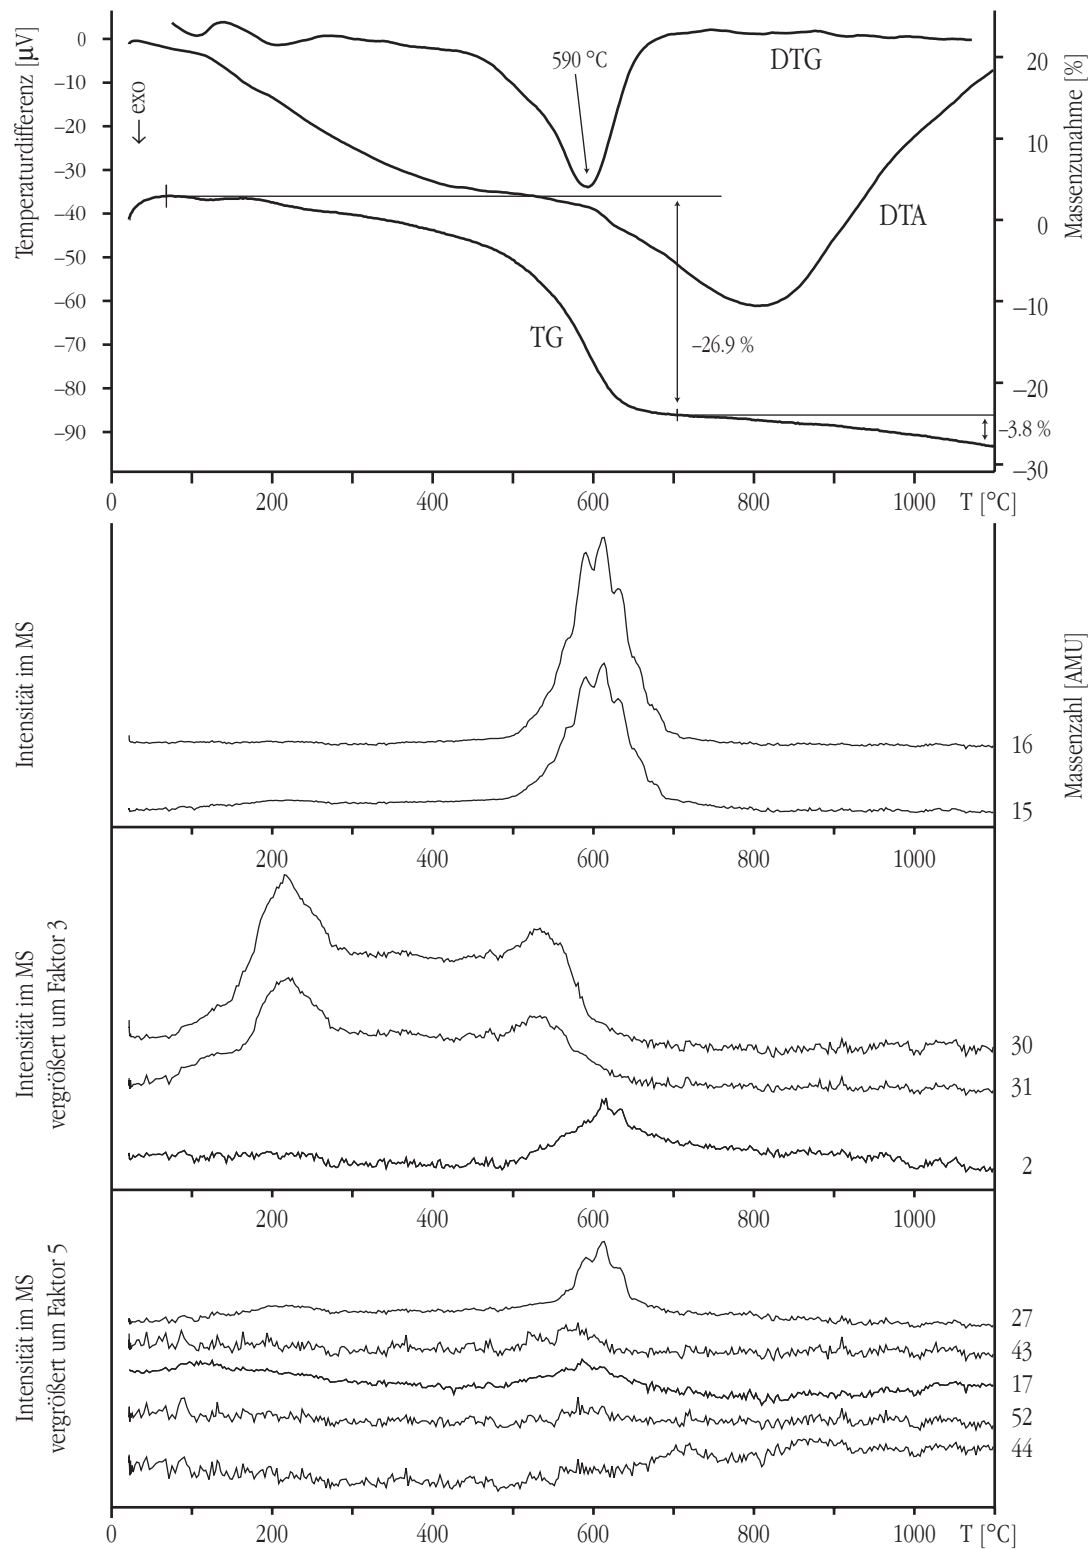 Temperaturdifferenz [µV]
0
–10
–20
–30
–40
–50
–60
–70
–80
–90
← exo
590 °C
DTG
DTA
TG
–26.9 %
–3.8 %
20
10
0
–10
–20
–30
Massenzunahme [%]
0 200 400 600 800 1000 T [°C]
Intensität im MS
Massenzahl [AMU]
16
15
200 400 600 800 1000
Intensität im MS
vergrößert um Faktor 3
30
31
2
200 400 600 800 1000
Intensität im MS
vergrößert um Faktor 5
27
43
17
52
44
0 200 400 600 800 1000 T [°C]